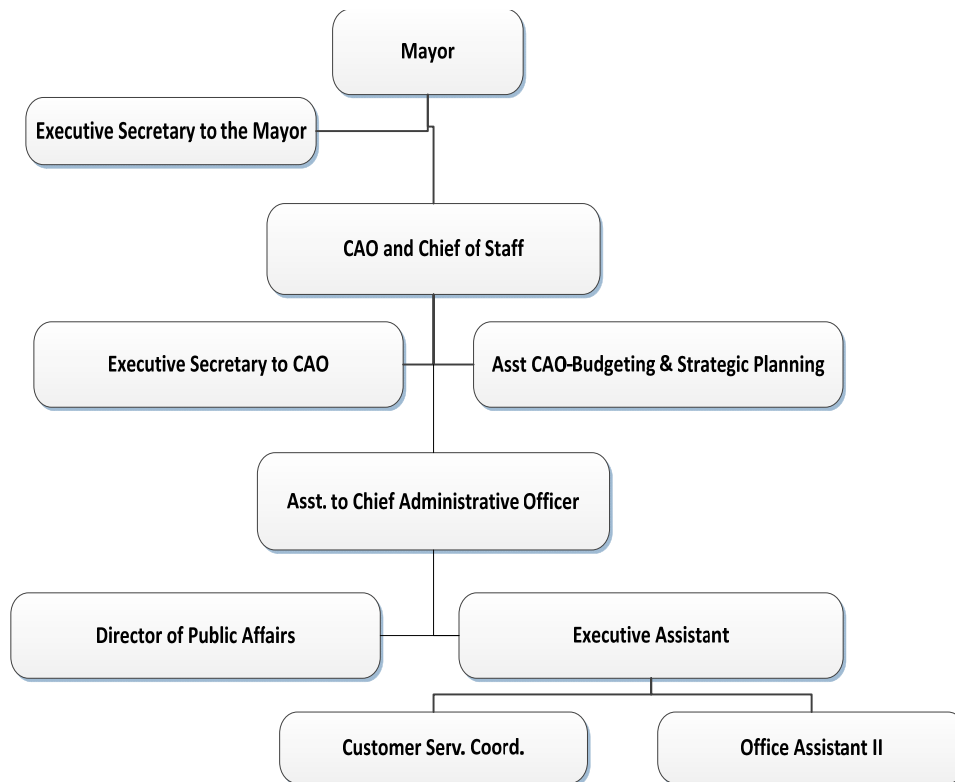 Mayor
Executive Secretary to the Mayor
CAO and Chief of Staff
Executive Secretary to CAO
Asst CAO-Budgeting & Strategic Planning
Asst. to Chief Administrative Officer
Director of Public Affairs
Executive Assistant
Customer Serv. Coord.
Office Assistant II